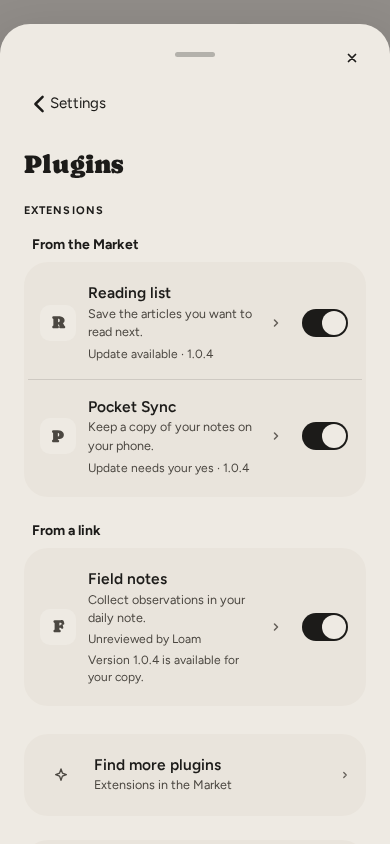 Settings
Plugins
EXTENSIONS
From the Market
R
Reading list
Save the articles you want to
read next.
Update available · 1.0.4
P
Pocket Sync
Keep a copy of your notes on
your phone.
Update needs your yes · 1.0.4
From a link
F
Field notes
Collect observations in your
daily note.
Unreviewed by Loam
Version 1.0.4 is available for
your copy.
Find more plugins
Extensions in the Market